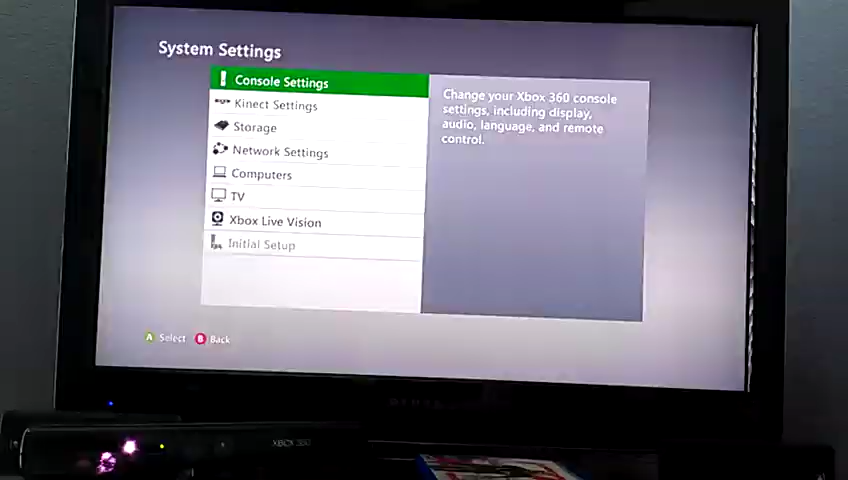 System Settings
Console Settings
Kinect Settings
Storage
Network Settings
Computers
TV
Xbox Live Vision
Initial Setup
Change your Xbox 360 console
settings, including display,
audio, language, and remote
control.
A Select B Back
XBOX 360